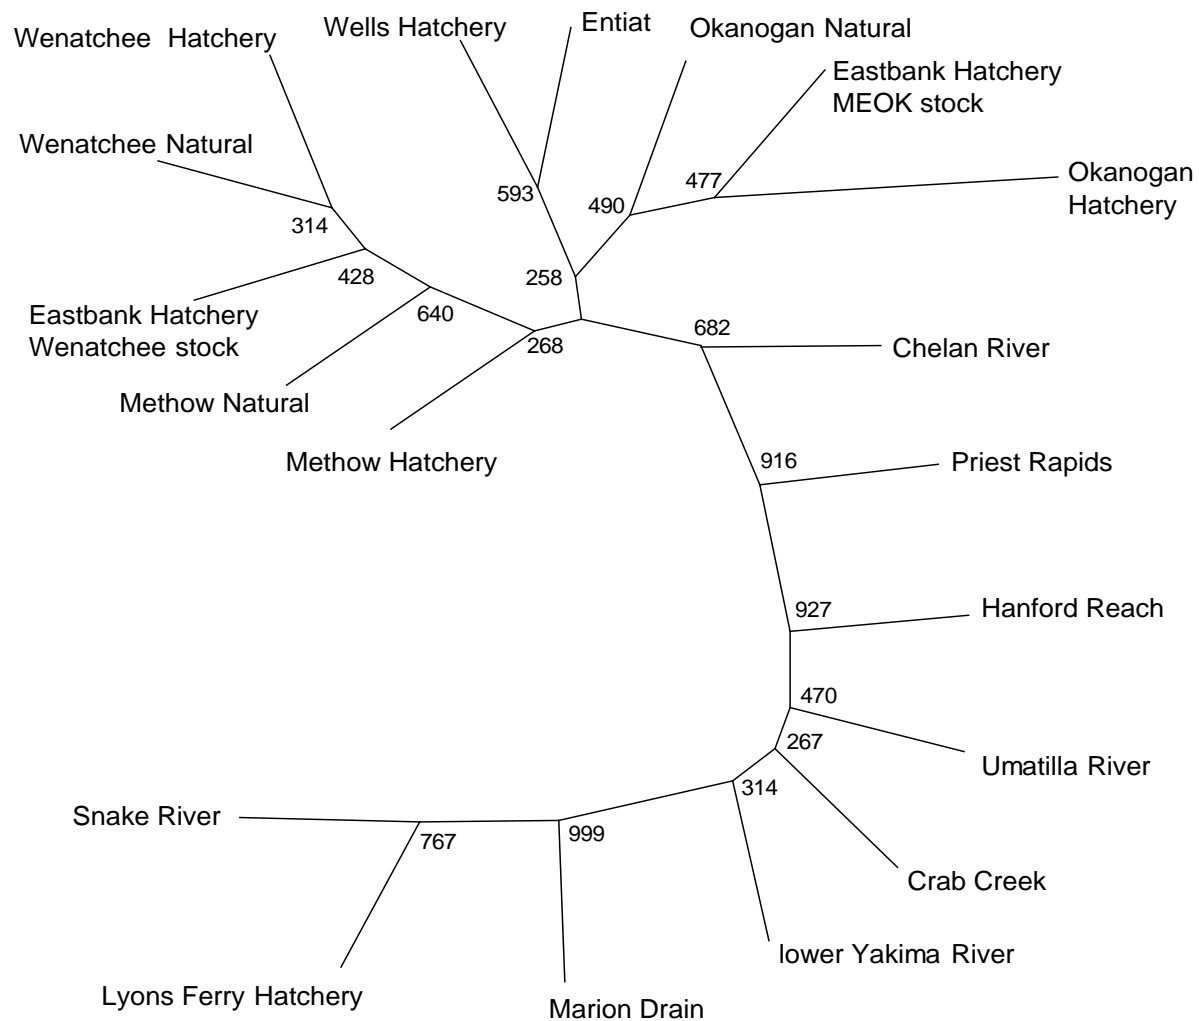 Wenatchee Hatchery
Wells Hatchery
Entiat
Okanogan Natural
Eastbank Hatchery
MEOK stock
Wenatchee Natural
593
490
477
Okanogan
Hatchery
314
428
258
Eastbank Hatchery
Wenatchee stock
640
268
682
Chelan River
Methow Natural
Methow Hatchery
916
Priest Rapids
927
Hanford Reach
470
267
Umatilla River
314
Snake River
767
999
Crab Creek
lower Yakima River
Lyons Ferry Hatchery
Marion Drain